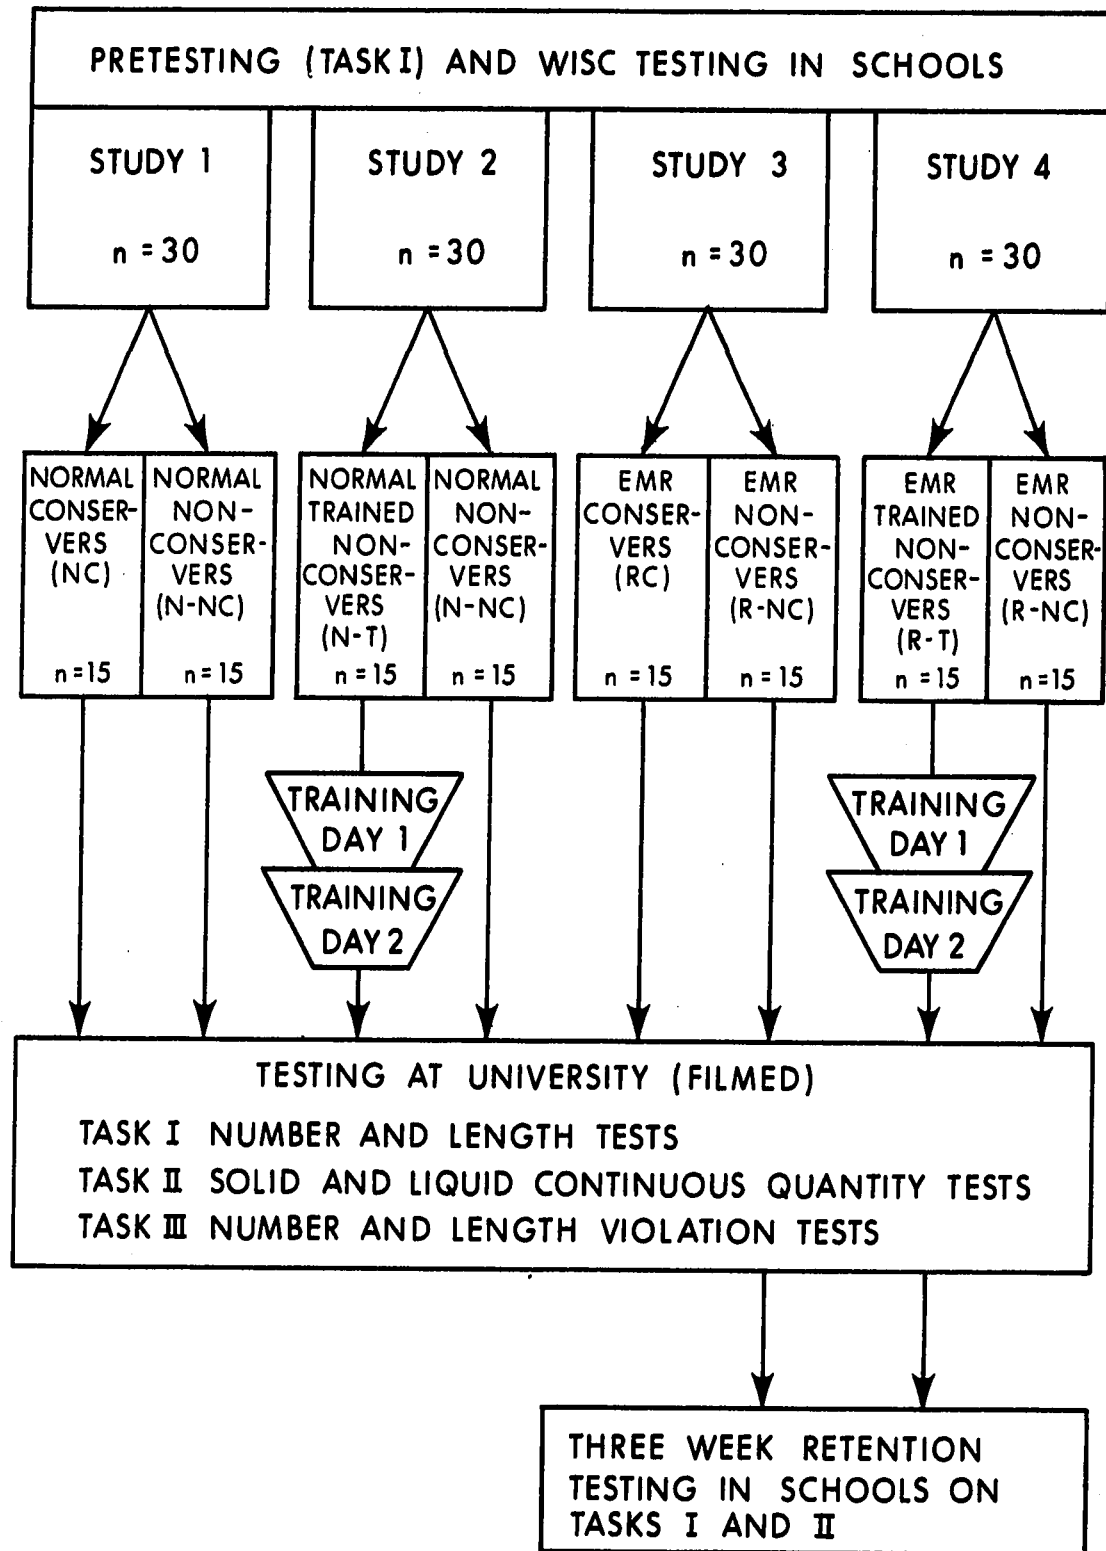 PRETESTING (TASK I) AND WISC TESTING IN SCHOOLS
STUDY 1
n = 30
STUDY 2
n = 30
STUDY 3
n = 30
STUDY 4
n = 30
NORMAL
CONSER-
VERS
(NC)
n=15
NORMAL
NON-
CONSER-
VERS
(N-NC)
n=15
NORMAL
TRAINED
NON-
CONSER-
VERS
(N-T)
n=15
NORMAL
NON-
CONSER-
VERS
(N-NC)
n=15
EMR
CONSER-
VERS
(RC)
n=15
EMR
NON-
CONSER-
VERS
(R-NC)
n=15
EMR
TRAINED
NON-
CONSER-
VERS
(R-T)
n=15
EMR
NON-
CONSER-
VERS
(R-NC)
n=15
TRAINING
DAY 1
TRAINING
DAY 2
TRAINING
DAY 1
TRAINING
DAY 2
TESTING AT UNIVERSITY (FILMED)
TASK I NUMBER AND LENGTH TESTS
TASK II SOLID AND LIQUID CONTINUOUS QUANTITY TESTS
TASK III NUMBER AND LENGTH VIOLATION TESTS
THREE WEEK RETENTION
TESTING IN SCHOOLS ON
TASKS I AND II